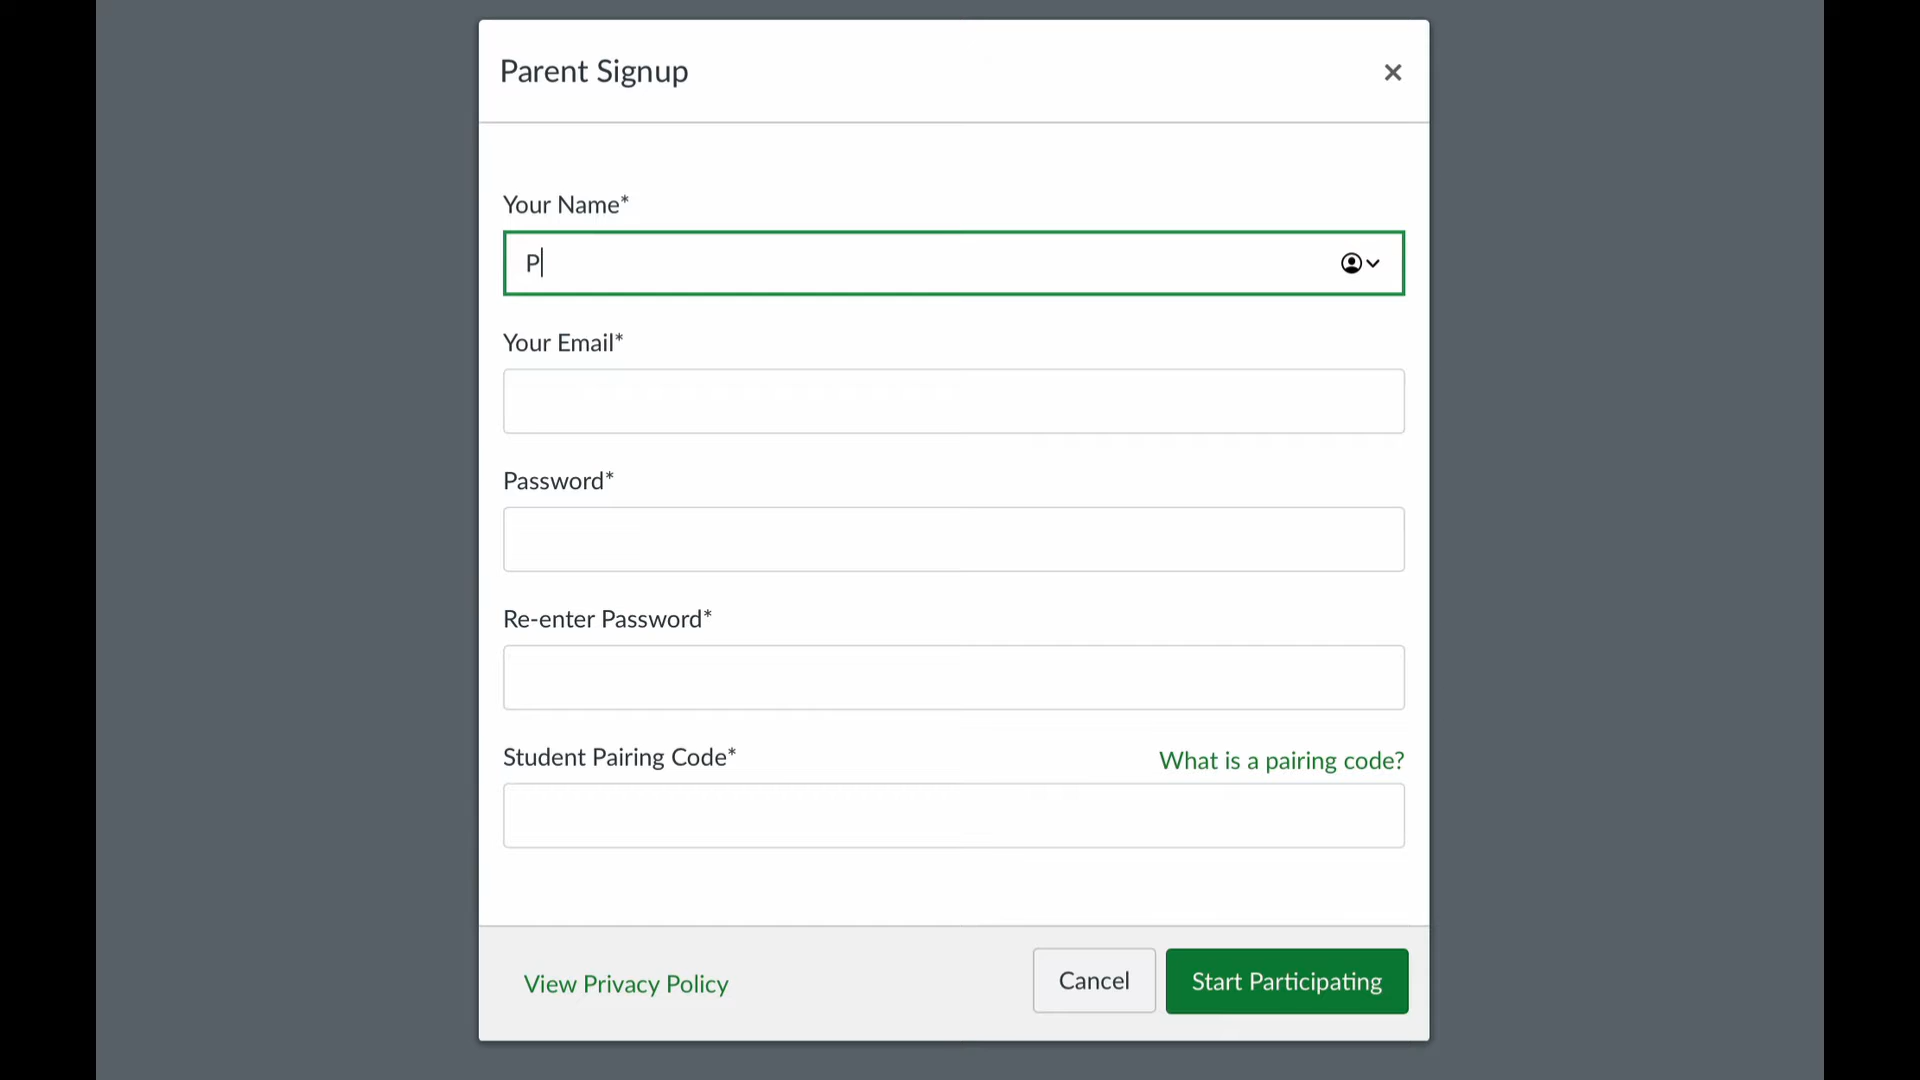 Parent Signup
Your Name*
P
Your Email*
Password*
Re-enter Password*
Student Pairing Code*
What is a pairing code?
View Privacy Policy
Cancel
Start Participating